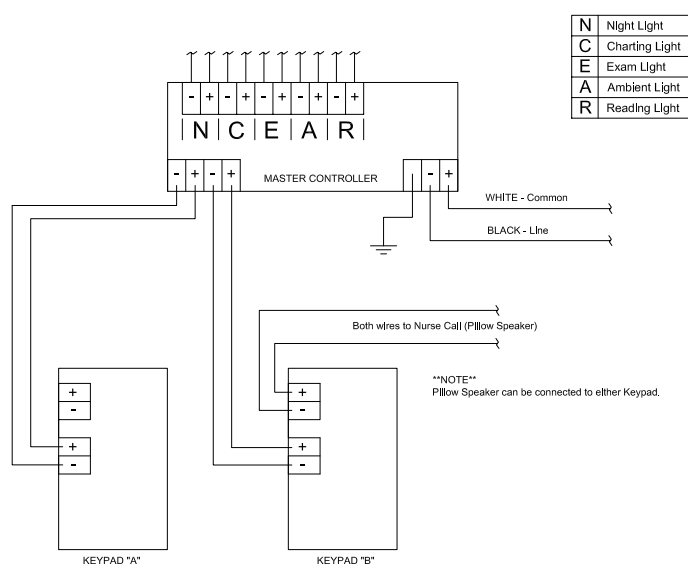 N Night Light
C Charting Light
E Exam Light
A Ambient Light
R Reading Light
- + - + - + - + - +
N C E A R
- + - +
MASTER CONTROLLER
- +
WHITE - Common
BLACK - Line
Both wires to Nurse Call (Pillow Speaker)
**NOTE**
Pillow Speaker can be connected to either Keypad.
+
-
+
-
+
-
+
-
KEYPAD "A"
KEYPAD "B"